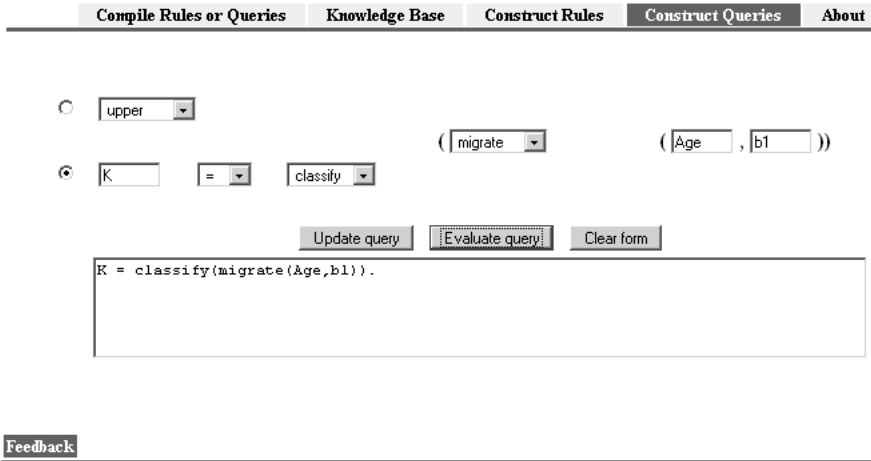 Compile Rules or Queries Knowledge Base Construct Rules Construct Queries About
upper
( migrate ( Age , b1 ))
K = classify
Update query Evaluate query Clear form
K = classify(migrate(Age,b1)).
Feedback